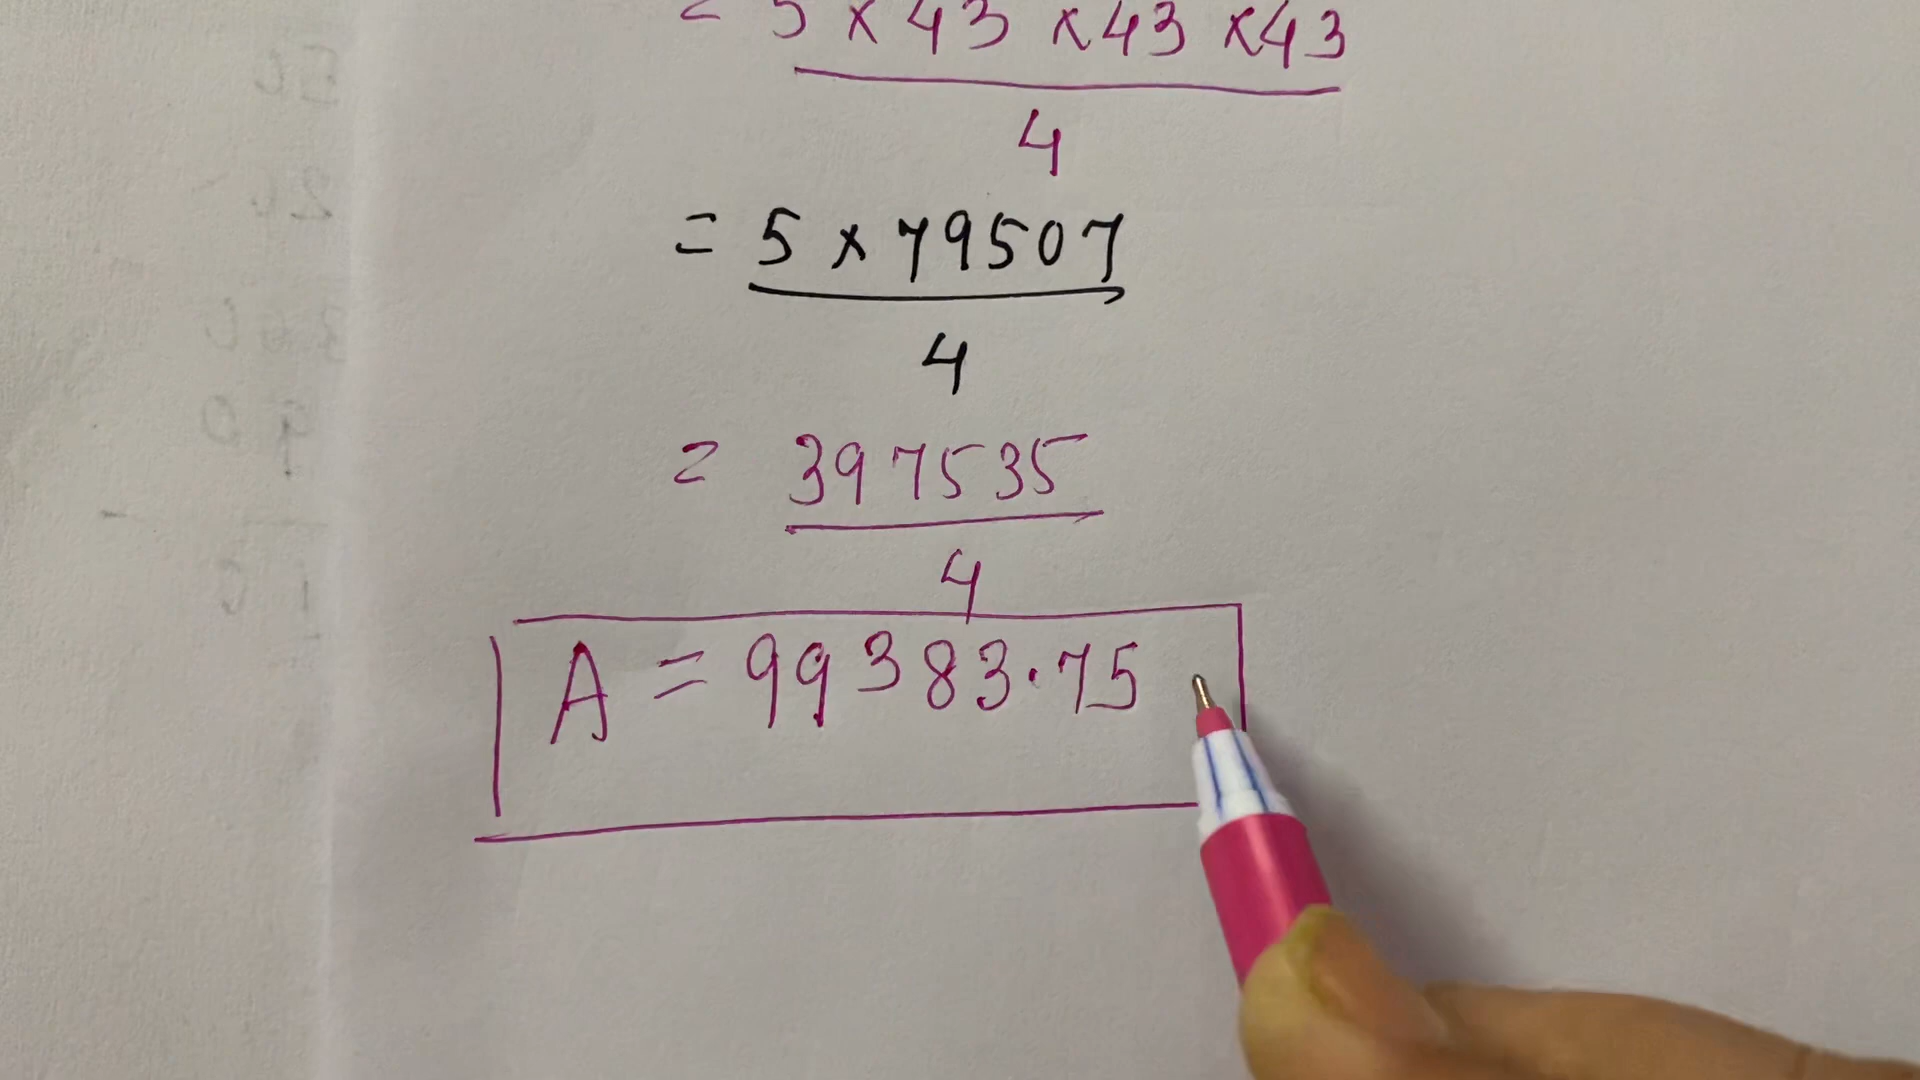 = 5 × 43 × 43 × 43
4
= 5 × 79507
4
= 397535
4
A = 99383.75